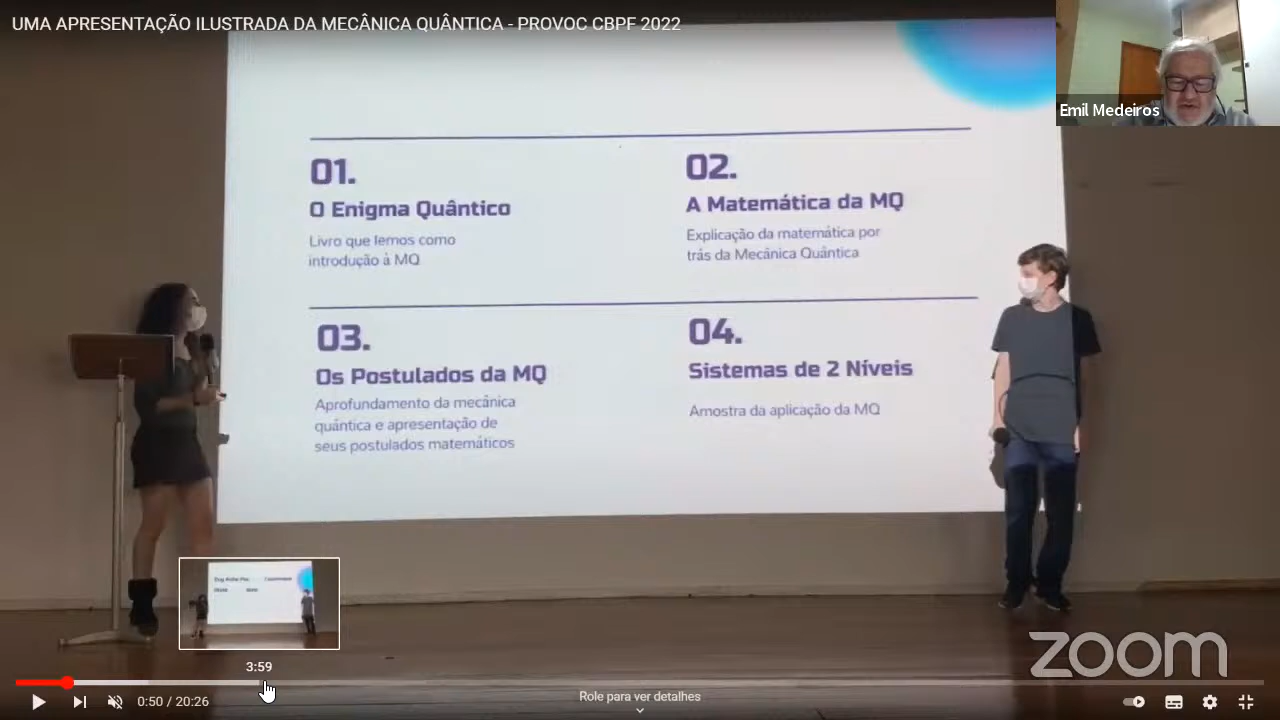 UMA APRESENTAÇÃO ILUSTRADA DA MECÂNICA QUÂNTICA - PROVOC CBPF 2022
Emil Medeiros
01.
O Enigma Quântico
Livro que lemos como
introdução à MQ
02.
A Matemática da MQ
Explicação da matemática por
trás da Mecânica Quântica
03.
Os Postulados da MQ
Aprofundamento da mecânica
quântica e apresentação de
seus postulados matemáticos
04.
Sistemas de 2 Níveis
Amostra da aplicação da MQ
zoom
3:59
0:50 / 20:26
Role para ver detalhes